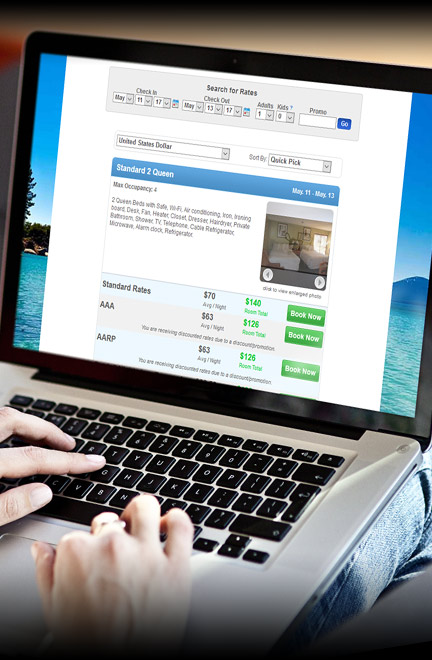 Search for Rates
Check In Check Out Adults Kids ? Promo
May 11 17 May 13 17 1 0 Go
United States Dollar Sort By: Quick Pick
Standard 2 Queen May. 11 - May. 13
Max Occupancy: 4
2 Queen Beds with Safe, Wi-Fi, Air conditioning, Iron, Ironing
board, Desk, Fan, Heater, Closet, Dresser, Hairdryer, Private
Bathroom, Shower, TV, Telephone, Cable Refrigerator,
Microwave, Alarm clock, Refrigerator.
click to view enlarged photo
Standard Rates $70 $140 Book Now
Avg / Night Room Total
AAA $63 $126 Book Now
Avg / Night Room Total
You are receiving discounted rates due to a discount/promotion.
AARP $63 $126 Book Now
Avg / Night Room Total
You are receiving discounted rates due to a discount/promotion.